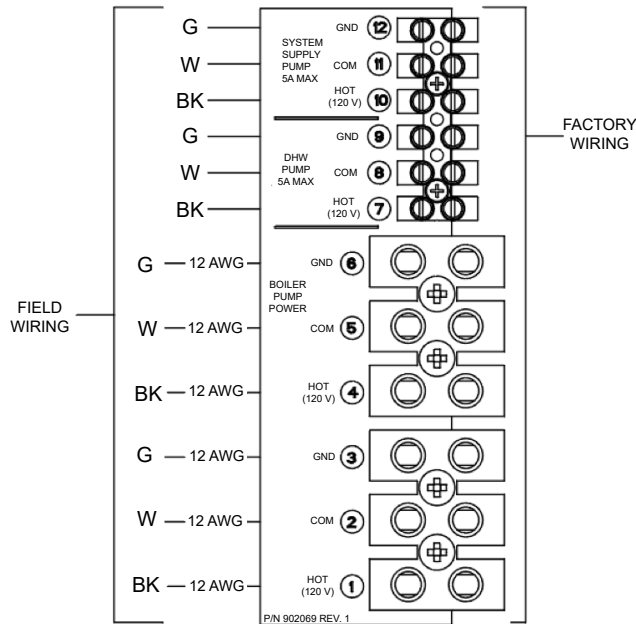 G GND 12
SYSTEM
SUPPLY
PUMP
5A MAX
W COM 11
BK HOT
(120 V) 10
G GND 9
DHW
PUMP
5A MAX
W COM 8
BK HOT
(120 V) 7
FACTORY
WIRING
G 12 AWG GND 6
BOILER
PUMP
POWER
FIELD
WIRING
W 12 AWG COM 5
BK 12 AWG HOT
(120 V) 4
G 12 AWG GND 3
W 12 AWG COM 2
BK 12 AWG HOT
(120 V) 1
P/N 902069 REV. 1